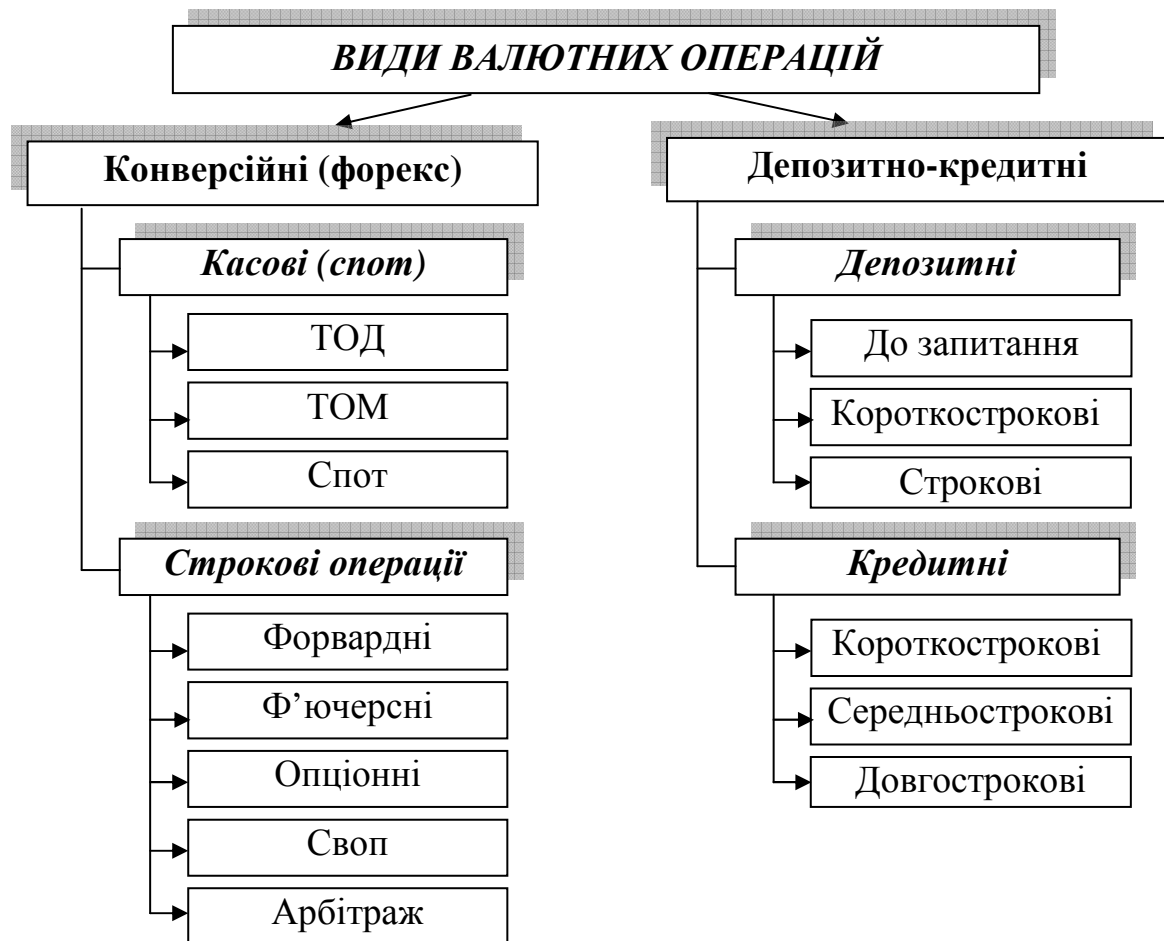 ВИДИ ВАЛЮТНИХ ОПЕРАЦІЙ
Конверсійні (форекс)
Касові (спот)
ТОД
ТОМ
Спот
Строкові операції
Форвардні
Ф’ючерсні
Опціонні
Своп
Арбітраж
Депозитно-кредитні
Депозитні
До запитання
Короткострокові
Строкові
Кредитні
Короткострокові
Середньострокові
Довгострокові